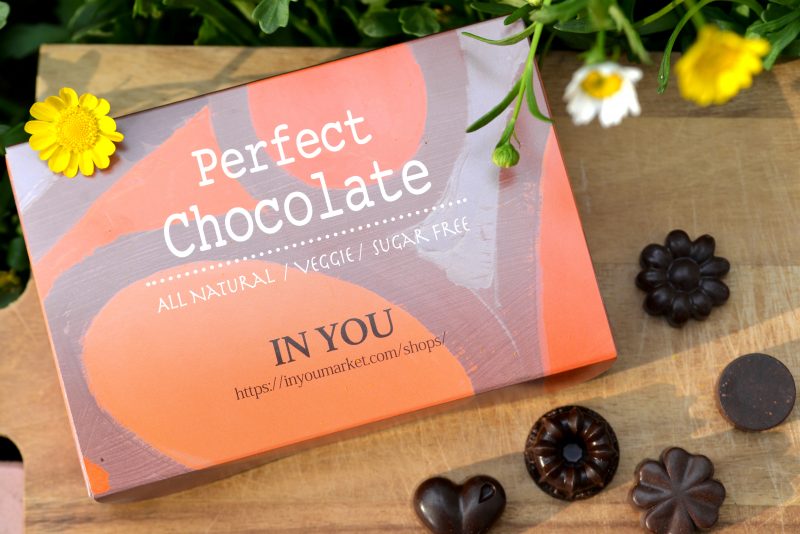 Perfect
Chocolate
ALL NATURAL / VEGGIE / SUGAR FREE
IN YOU
https://inyoumarket.com/shops/